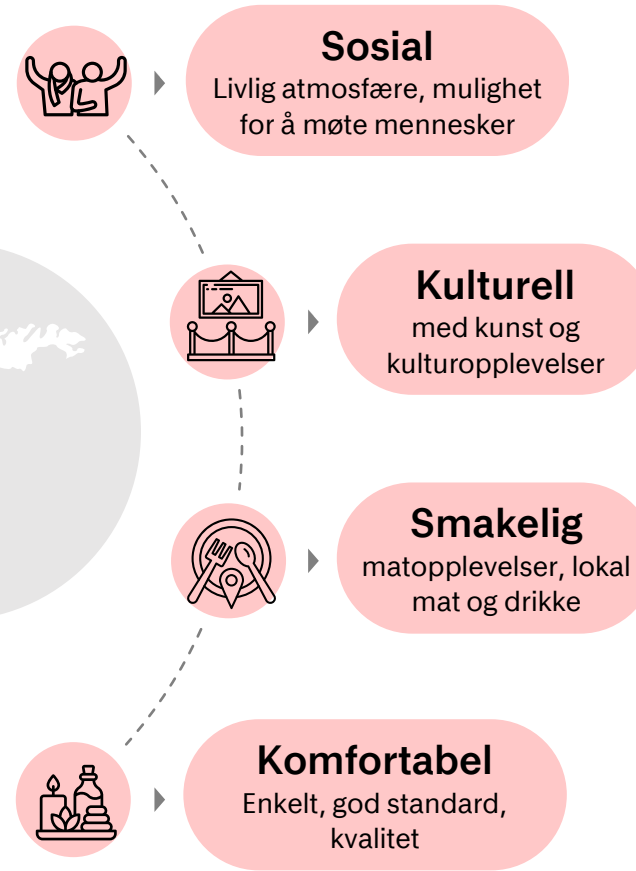 Sosial
Livlig atmosfære, mulighet
for å møte mennesker
Kulturell
med kunst og
kulturopplevelser
Smakelig
matopplevelser, lokal
mat og drikke
Komfortabel
Enkelt, god standard,
kvalitet